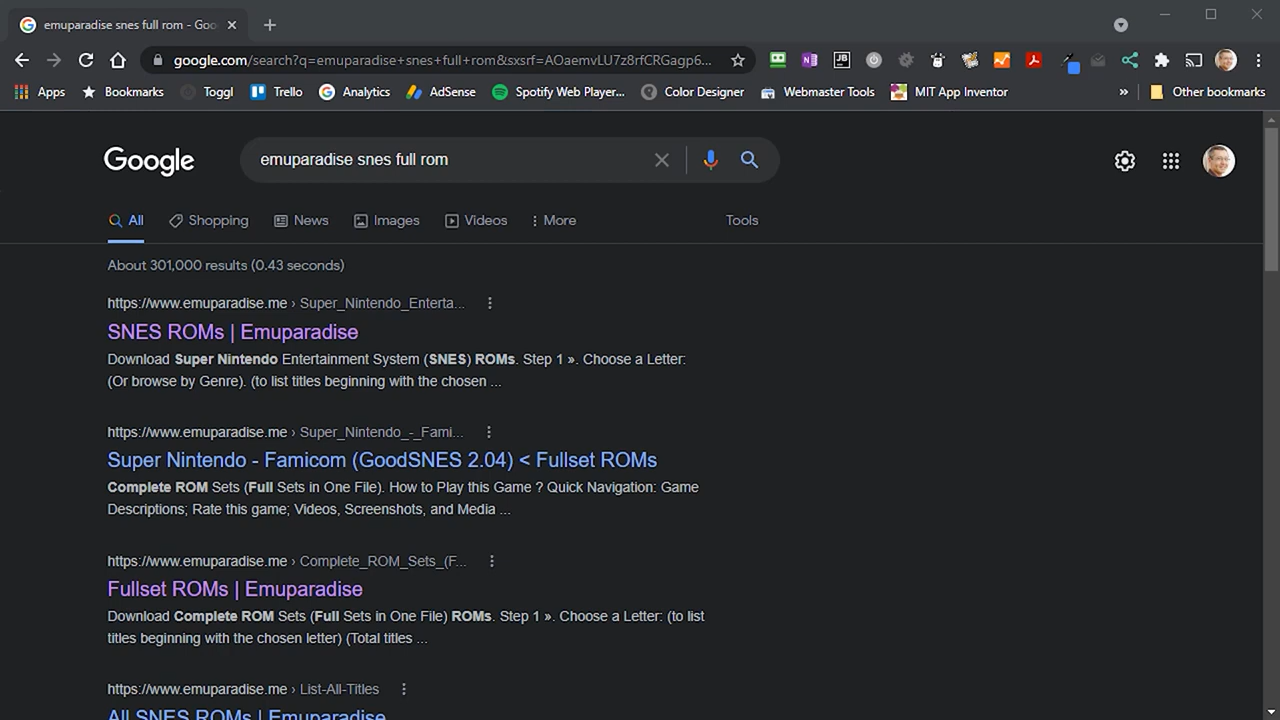 emuparadise snes full rom - Goo
google.com/search?q=emuparadise+snes+full+rom&sxsrf=AOaemvLU7z8rfCRGagp6...
JB
Apps Bookmarks Toggl Trello Analytics AdSense Spotify Web Player... Color Designer Webmaster Tools MIT App Inventor » Other bookmarks
Google
emuparadise snes full rom
All Shopping News Images Videos More Tools
About 301,000 results (0.43 seconds)
https://www.emuparadise.me › Super_Nintendo_Enterta...
SNES ROMs | Emuparadise
Download Super Nintendo Entertainment System (SNES) ROMs. Step 1 ». Choose a Letter:
(Or browse by Genre). (to list titles beginning with the chosen ...
https://www.emuparadise.me › Super_Nintendo_-_Fami...
Super Nintendo - Famicom (GoodSNES 2.04) < Fullset ROMs
Complete ROM Sets (Full Sets in One File). How to Play this Game ? Quick Navigation: Game
Descriptions; Rate this game; Videos, Screenshots, and Media ...
https://www.emuparadise.me › Complete_ROM_Sets_(F...
Fullset ROMs | Emuparadise
Download Complete ROM Sets (Full Sets in One File) ROMs. Step 1 ». Choose a Letter: (to list
titles beginning with the chosen letter) (Total titles ...
https://www.emuparadise.me › List-All-Titles
All SNES ROMs | Emuparadise